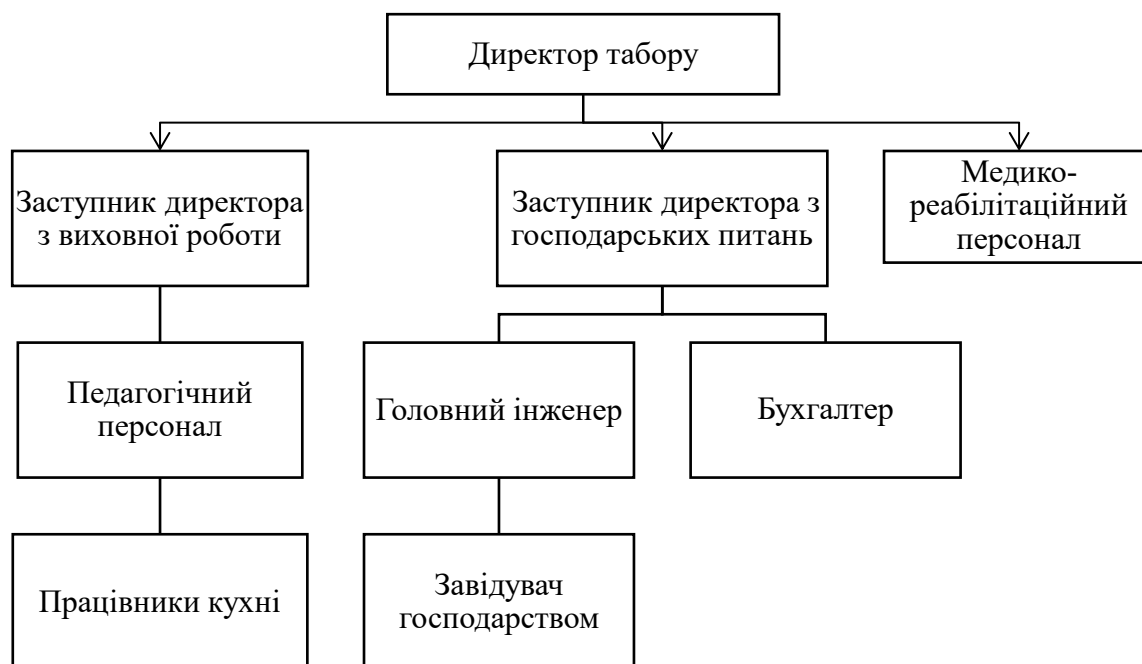 Директор табору
Заступник директора
з виховної роботи
Заступник директора з
господарських питань
Медико-
реабілітаційний
персонал
Педагогічний
персонал
Головний інженер
Бухгалтер
Працівники кухні
Завідувач
господарством